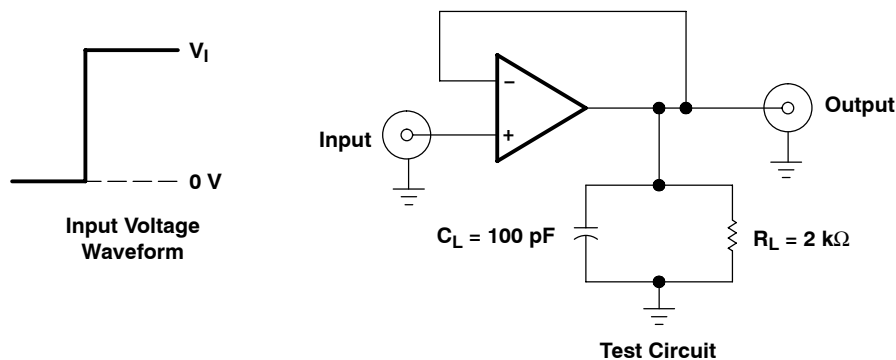 V_I
0 V
Input Voltage
Waveform
Input
−
+
Output
C_L = 100 pF
R_L = 2 kΩ
Test Circuit